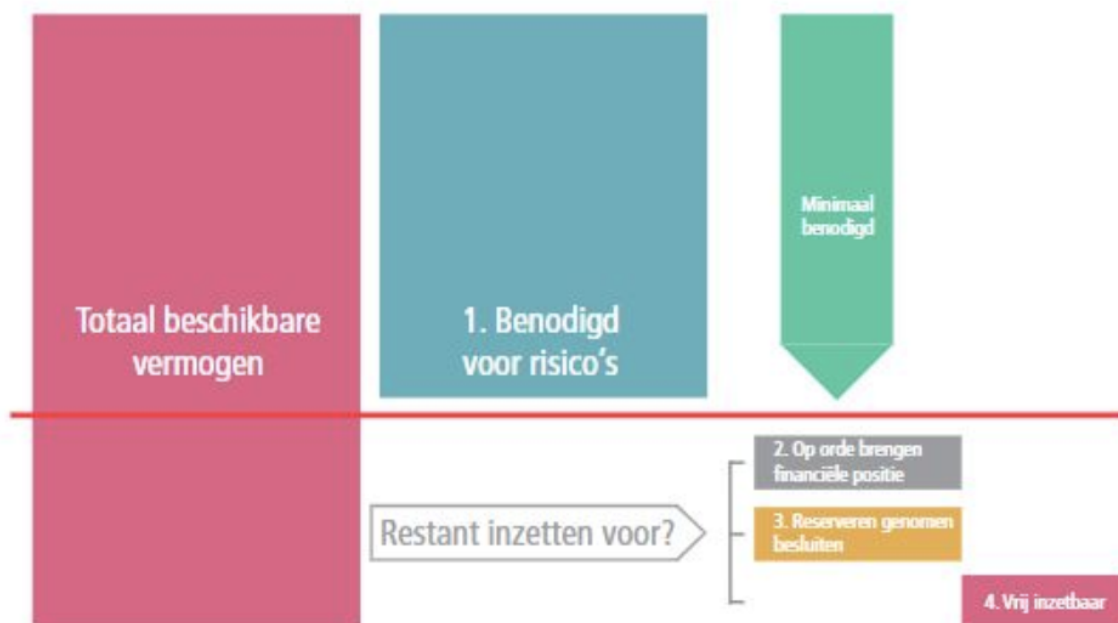 Totaal beschikbare
vermogen
1. Benodigd
voor risico's
Minimaal
benodigd
Restant inzetten voor?
2. Op orde brengen
financiële positie
3. Reserveren genomen
besluiten
4. Vrij inzetbaar